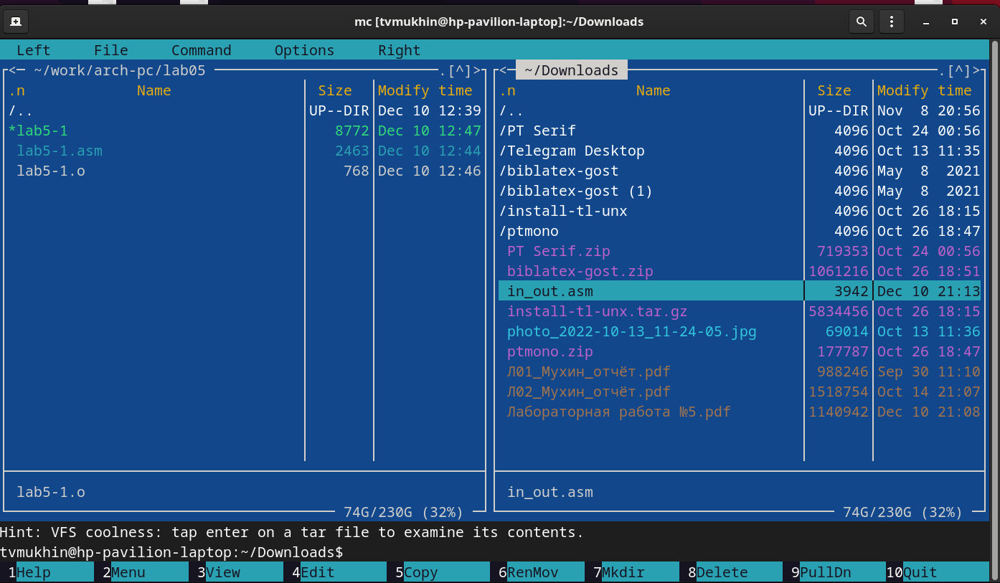 mc [tvmukhin@hp-pavilion-laptop]:~/Downloads
Left File Command Options Right
<─ ~/work/arch-pc/lab05 ─.[^]>
.n Name Size Modify time
/.. UP--DIR Dec 10 12:39
*lab5-1 8772 Dec 10 12:47
lab5-1.asm 2463 Dec 10 12:44
lab5-1.o 768 Dec 10 12:46
lab5-1.o
74G/230G (32%)
<─ ~/Downloads ─.[^]>
.n Name Size Modify time
/.. UP--DIR Nov 8 20:56
/PT Serif 4096 Oct 24 00:56
/Telegram Desktop 4096 Oct 13 11:35
/biblatex-gost 4096 May 8 2021
/biblatex-gost (1) 4096 May 8 2021
/install-tl-unx 4096 Oct 26 18:15
/ptmono 4096 Oct 26 18:47
PT Serif.zip 719353 Oct 24 00:56
biblatex-gost.zip 1061216 Oct 26 18:51
in_out.asm 3942 Dec 10 21:13
install-tl-unx.tar.gz 5834456 Oct 26 18:15
photo_2022-10-13_11-24-05.jpg 69014 Oct 13 11:36
ptmono.zip 177787 Oct 26 18:47
Л01_Мухин_отчёт.pdf 988246 Sep 30 11:10
Л02_Мухин_отчёт.pdf 1518754 Oct 14 21:07
Лабораторная работа №5.pdf 1140942 Dec 10 21:08
in_out.asm
74G/230G (32%)
Hint: VFS coolness: tap enter on a tar file to examine its contents.
tvmukhin@hp-pavilion-laptop:~/Downloads$
1Help 2Menu 3View 4Edit 5Copy 6RenMov 7Mkdir 8Delete 9PullDn 10Quit